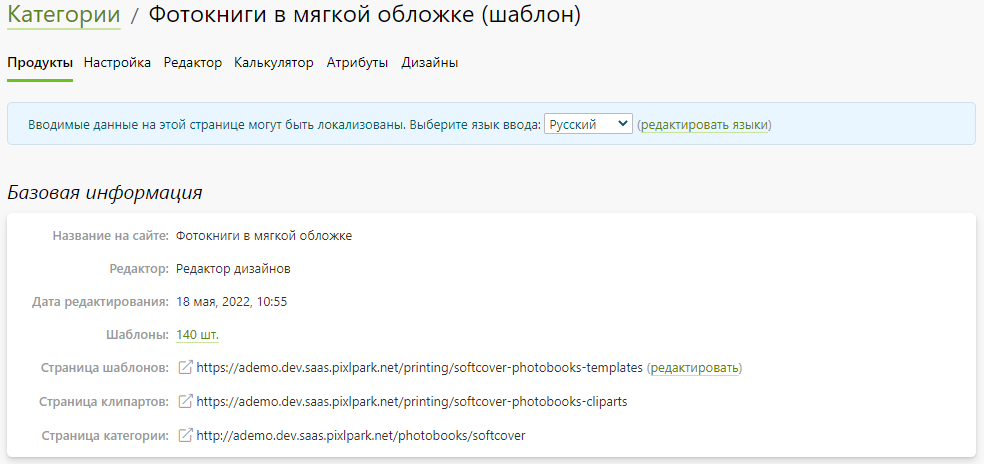 Категории / Фотокниги в мягкой обложке (шаблон)
Продукты Настройка Редактор Калькулятор Атрибуты Дизайны
Вводимые данные на этой странице могут быть локализованы. Выберите язык ввода: Русский (редактировать языки)
Базовая информация
Название на сайте: Фотокниги в мягкой обложке
Редактор: Редактор дизайнов
Дата редактирования: 18 мая, 2022, 10:55
Шаблоны: 140 шт.
Страница шаблонов: https://ademo.dev.saas.pixlpark.net/printing/softcover-photobooks-templates (редактировать)
Страница клипартов: https://ademo.dev.saas.pixlpark.net/printing/softcover-photobooks-cliparts
Страница категории: http://ademo.dev.saas.pixlpark.net/photobooks/softcover